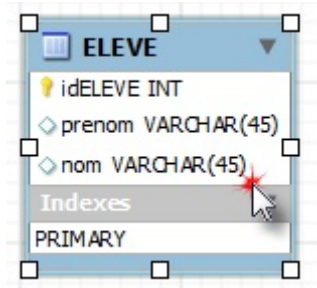 ELEVE
idELEVE INT
prenom VARCHAR(45)
nom VARCHAR(45)
Indexes
PRIMARY